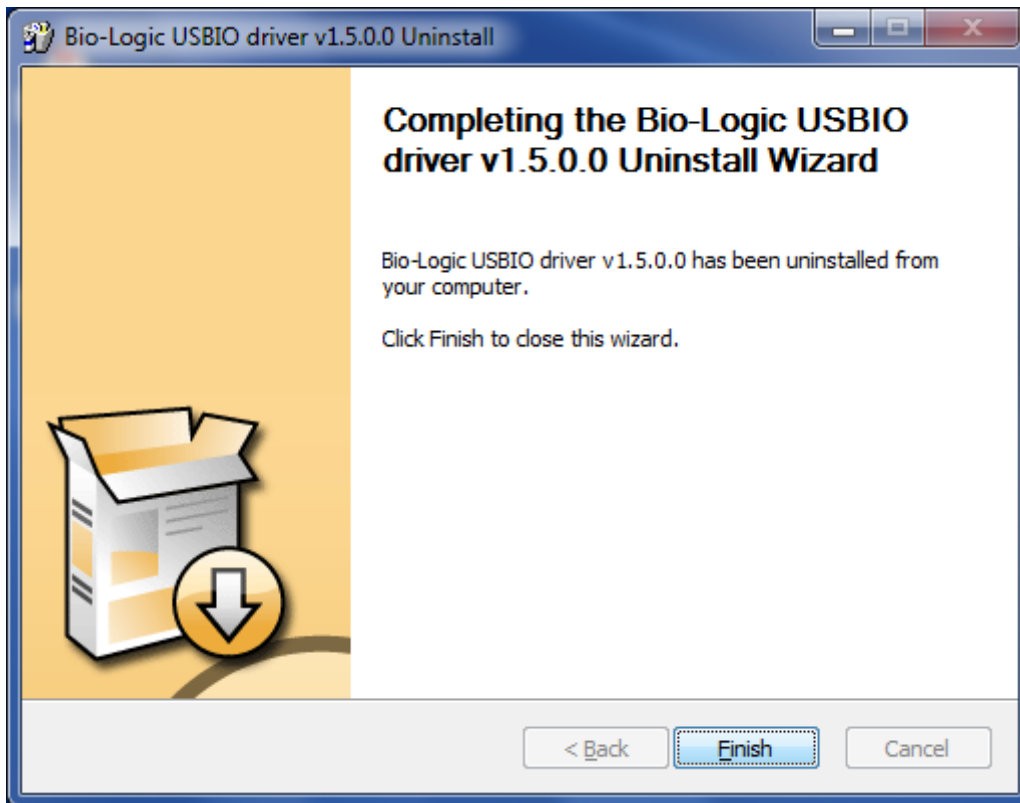 Bio-Logic USBIO driver v1.5.0.0 Uninstall
Completing the Bio-Logic USBIO
driver v1.5.0.0 Uninstall Wizard
Bio-Logic USBIO driver v1.5.0.0 has been uninstalled from
your computer.
Click Finish to close this wizard.
< Back
Finish
Cancel